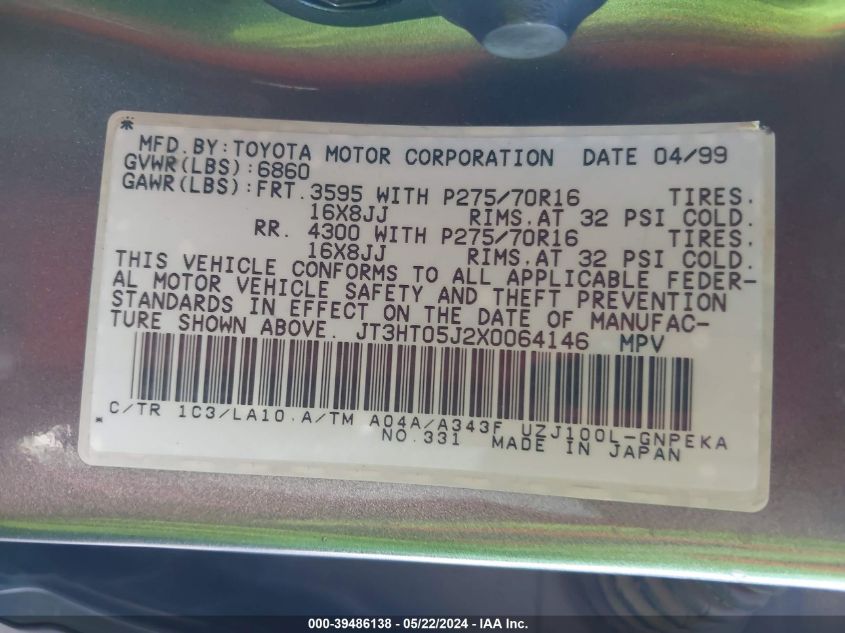 MFD.BY:TOYOTA MOTOR CORPORATION DATE 04/99
GVWR(LBS):6860
GAWR(LBS):FRT.3595 WITH P275/70R16 TIRES.
16X8JJ RIMS.AT 32 PSI COLD.
RR. 4300 WITH P275/70R16 TIRES.
16X8JJ RIMS.AT 32 PSI COLD.
THIS VEHICLE CONFORMS TO ALL APPLICABLE FEDER-
AL MOTOR VEHICLE SAFETY AND THEFT PREVENTION
STANDARDS IN EFFECT ON THE DATE OF MANUFAC-
TURE SHOWN ABOVE. JT3HT05J2X0064146 MPV
C/TR 1C3/LA10.A/TM A04A/A343F UZJ100L-GNPEKA
NO.331 MADE IN JAPAN
000-39486138 - 05/22/2024 - IAA Inc.